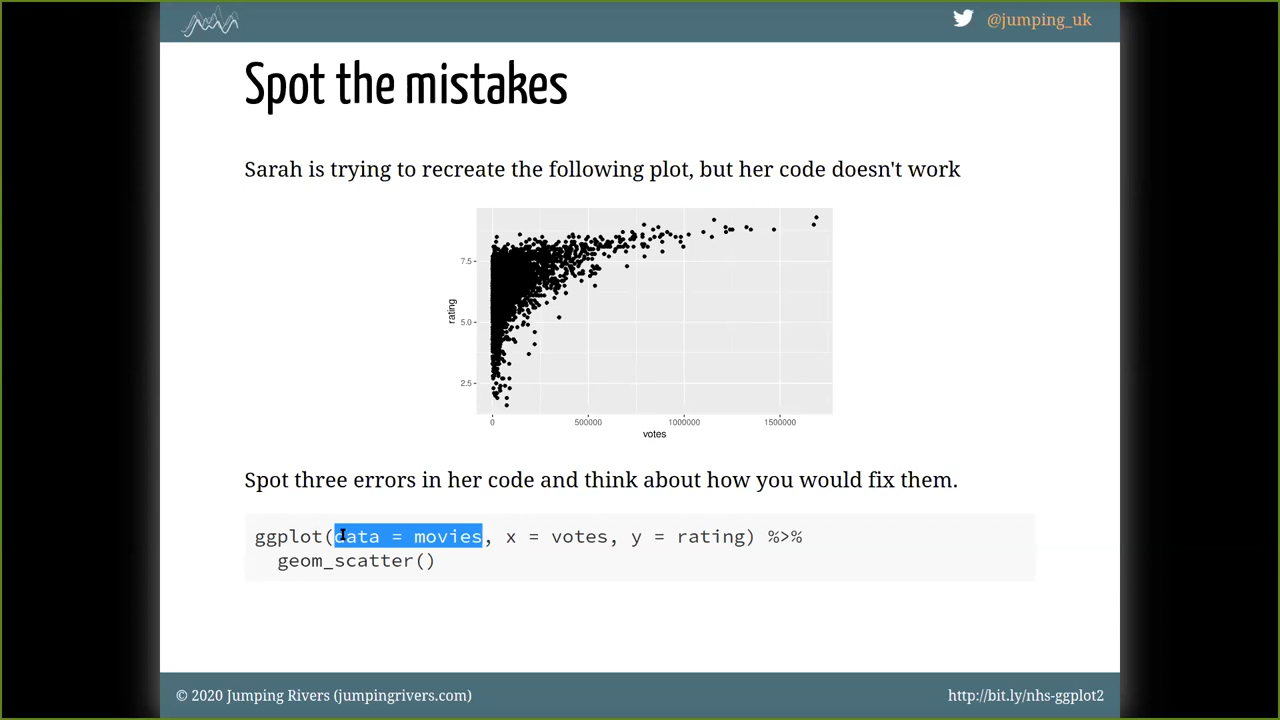 @jumping_uk
Spot the mistakes
Sarah is trying to recreate the following plot, but her code doesn't work
7.5
5.0
2.5
rating
0 500000 1000000 1500000
votes
Spot three errors in her code and think about how you would fix them.
ggplot(data = movies, x = votes, y = rating) %>%
geom_scatter()
© 2020 Jumping Rivers (jumpingrivers.com) http://bit.ly/nhs-ggplot2